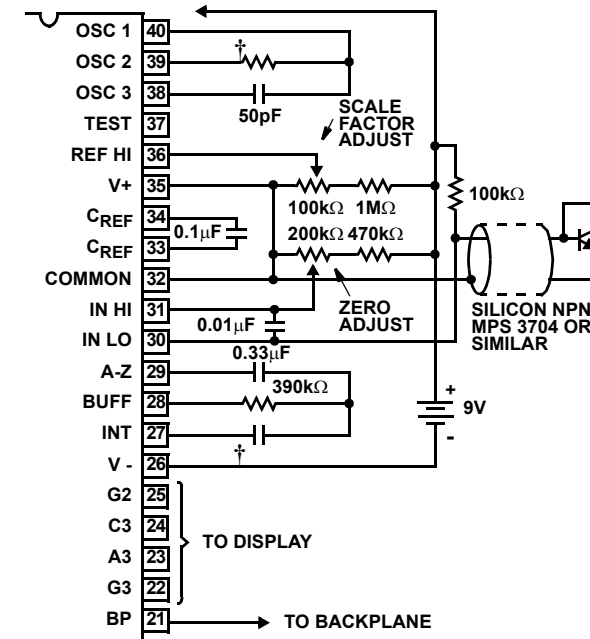 OSC 1 40
OSC 2 39 †
OSC 3 38
50pF
TEST 37
SCALE
FACTOR
ADJUST
REF HI 36
V+ 35
100kΩ 1MΩ
100kΩ
CREF 34
0.1μF
CREF 33
200kΩ 470kΩ
COMMON 32
IN HI 31
ZERO
ADJUST
0.01μF
IN LO 30
SILICON NPN
MPS 3704 OR
SIMILAR
0.33μF
A-Z 29
390kΩ
BUFF 28
+
9V
-
INT 27
†
V - 26
G2 25
C3 24
TO DISPLAY
A3 23
G3 22
BP 21
TO BACKPLANE